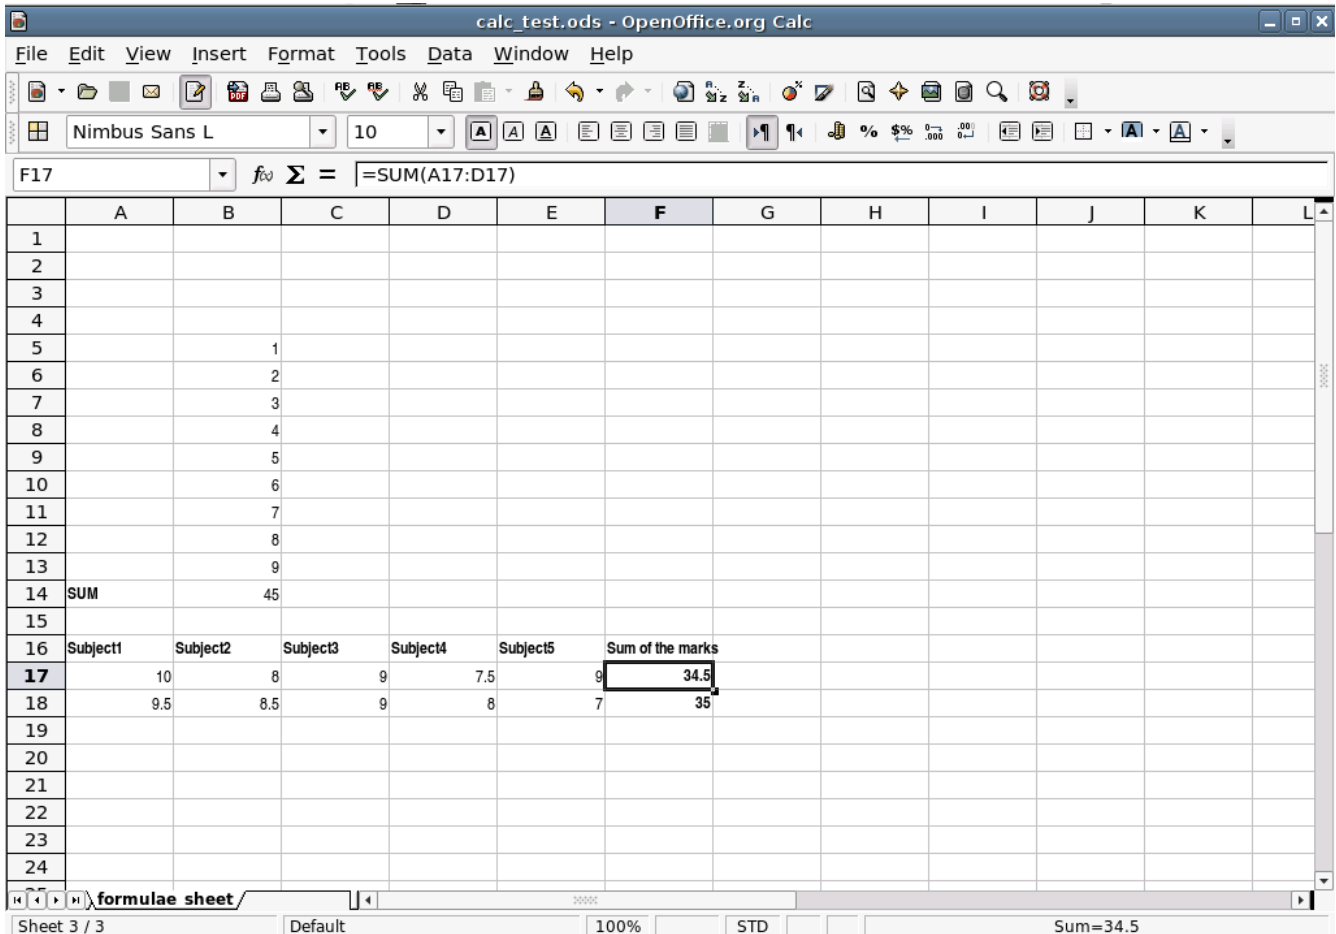 calc_test.ods - OpenOffice.org Calc
File Edit View Insert Format Tools Data Window Help
Nimbus Sans L 10
F17 =SUM(A17:D17)
A B C D E F G H I J K L
1
2
3
4
5 1
6 2
7 3
8 4
9 5
10 6
11 7
12 8
13 9
14 SUM 45
15
16 Subject1 Subject2 Subject3 Subject4 Subject5 Sum of the marks
17 10 8 9 7.5 9 34.5
18 9.5 8.5 9 8 7 35
19
20
21
22
23
24
formulae sheet
Sheet 3 / 3 Default 100% STD Sum=34.5